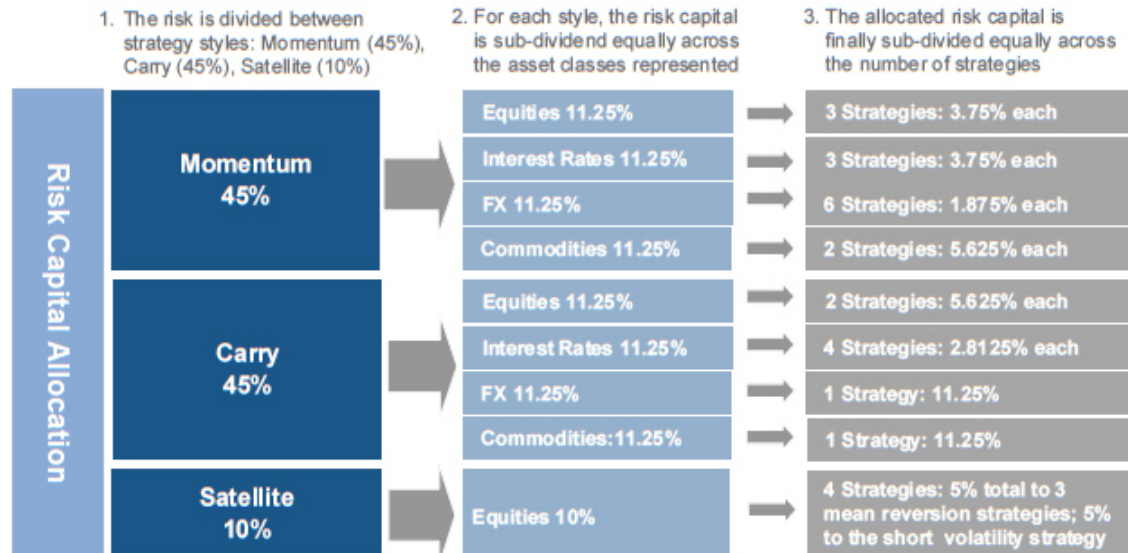 1. The risk is divided between
strategy styles: Momentum (45%),
Carry (45%), Satellite (10%)
2. For each style, the risk capital
is sub-dividend equally across
the asset classes represented
3. The allocated risk capital is
finally sub-divided equally across
the number of strategies
Risk Capital Allocation
Momentum
45%
Equities 11.25%
3 Strategies: 3.75% each
Interest Rates 11.25%
3 Strategies: 3.75% each
FX 11.25%
6 Strategies: 1.875% each
Commodities 11.25%
2 Strategies: 5.625% each
Carry
45%
Equities 11.25%
2 Strategies: 5.625% each
Interest Rates 11.25%
4 Strategies: 2.8125% each
FX 11.25%
1 Strategy: 11.25%
Commodities:11.25%
1 Strategy: 11.25%
Satellite
10%
Equities 10%
4 Strategies: 5% total to 3
mean reversion strategies; 5%
to the short volatility strategy